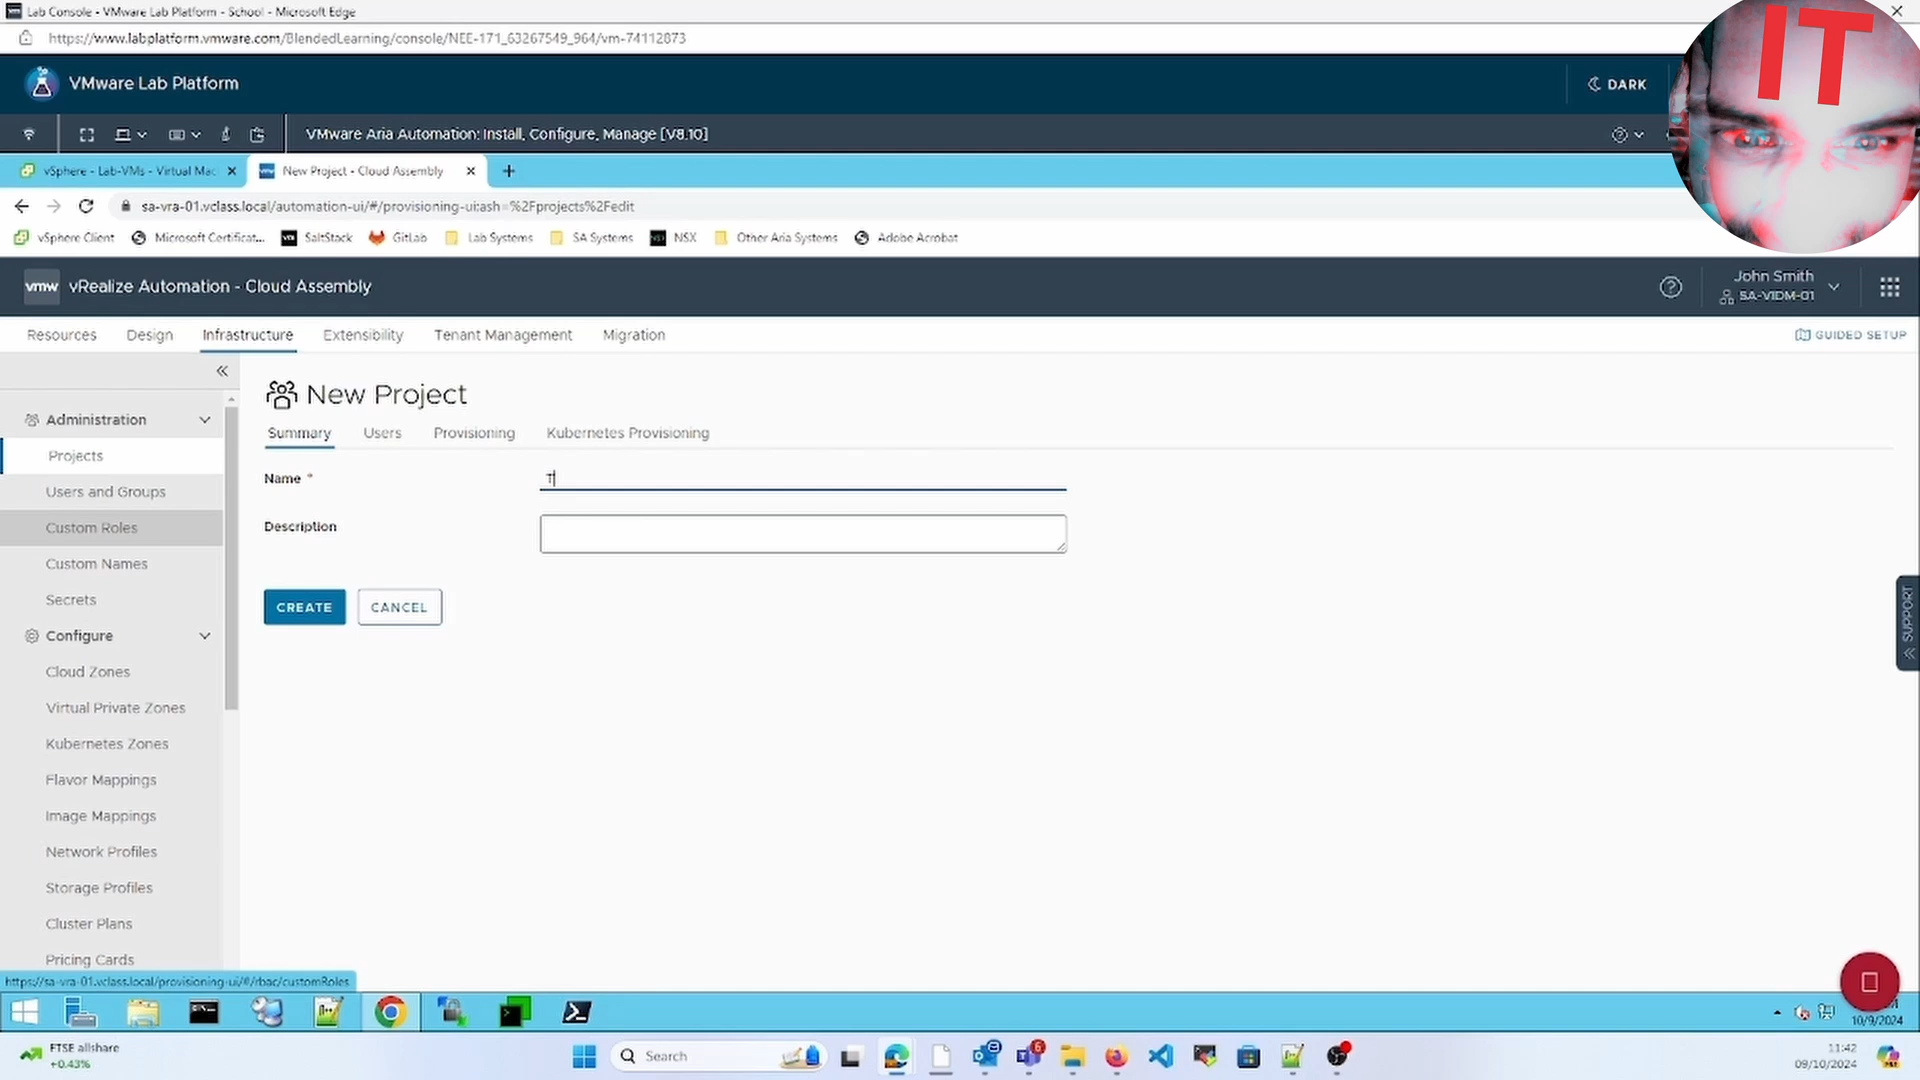 Lab Console - VMware Lab Platform - School - Microsoft Edge
https://www.labplatform.vmware.com/BlendedLearning/console/NEE-171_63267549_964/vm-74112873
IT
VMware Lab Platform
DARK
VMware Aria Automation: Install, Configure, Manage [V8.10]
vSphere - Lab-VMs - Virtual Mac
New Project - Cloud Assembly
sa-vra-01.vclass.local/automation-ui/#/provisioning-ui;ash=%2Fprojects%2Fedit
vSphere Client
Microsoft Certificat...
SaltStack
GitLab
Lab Systems
SA Systems
NSX
Other Aria Systems
Adobe Acrobat
vmw vRealize Automation - Cloud Assembly
John Smith
SA-VIDM-01
Resources
Design
Infrastructure
Extensibility
Tenant Management
Migration
GUIDED SETUP
Administration
Projects
Users and Groups
Custom Roles
Custom Names
Secrets
Configure
Cloud Zones
Virtual Private Zones
Kubernetes Zones
Flavor Mappings
Image Mappings
Network Profiles
Storage Profiles
Cluster Plans
Pricing Cards
New Project
Summary
Users
Provisioning
Kubernetes Provisioning
Name *
T
Description
CREATE
CANCEL
SUPPORT
https://sa-vra-01.vclass.local/provisioning-ui/#/rbac/customRoles
10/9/2024
FTSE allshare
+0.43%
Search
6
11:42
09/10/2024